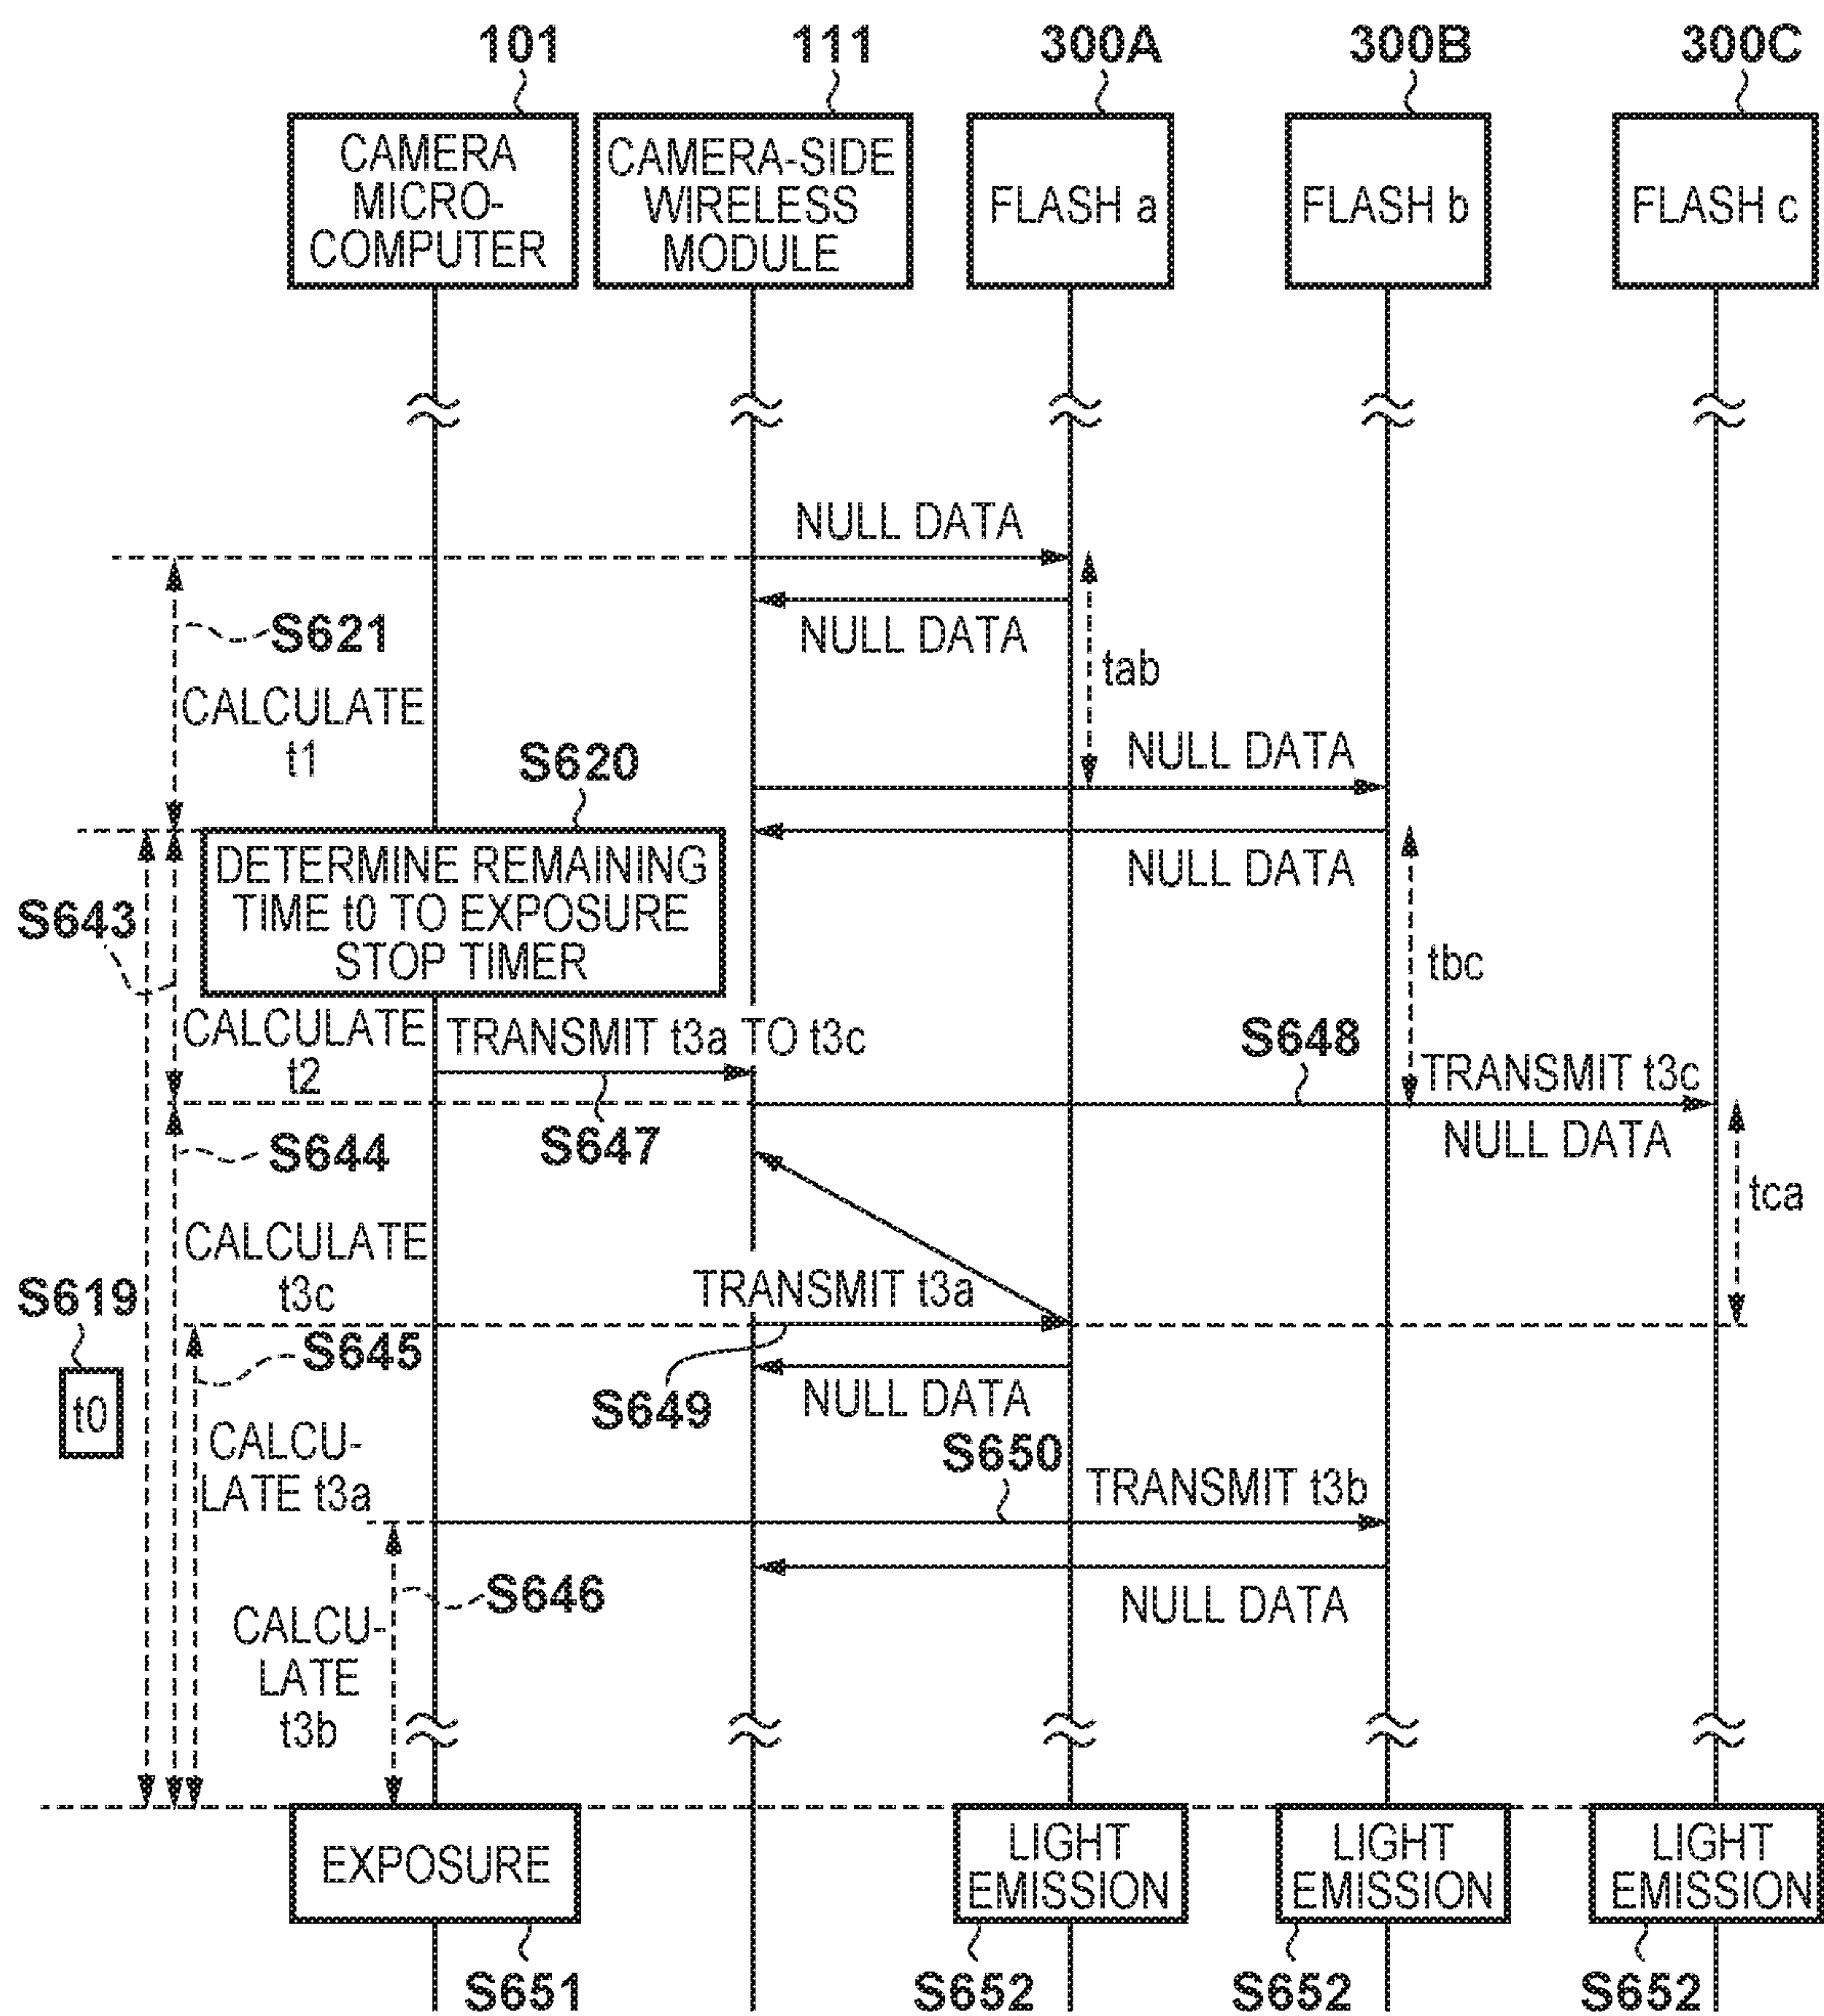 101
111
300A
300B
300C
CAMERA
MICRO-
COMPUTER
CAMERA-SIDE
WIRELESS
MODULE
FLASH a
FLASH b
FLASH c
NULL DATA
S621
NULL DATA
tab
CALCULATE
t1
S620
NULL DATA
DETERMINE REMAINING
TIME t0 TO EXPOSURE
STOP TIMER
NULL DATA
S643
tbc
CALCULATE
t2
TRANSMIT t3a TO t3c
S648
TRANSMIT t3c
S647
NULL DATA
S644
tca
CALCULATE
t3c
TRANSMIT t3a
S619
t0
S645
S649
NULL DATA
CALCU-
LATE t3a
S650
TRANSMIT t3b
S646
NULL DATA
CALCU-
LATE
t3b
EXPOSURE
LIGHT
EMISSION
LIGHT
EMISSION
LIGHT
EMISSION
S651
S652
S652
S652